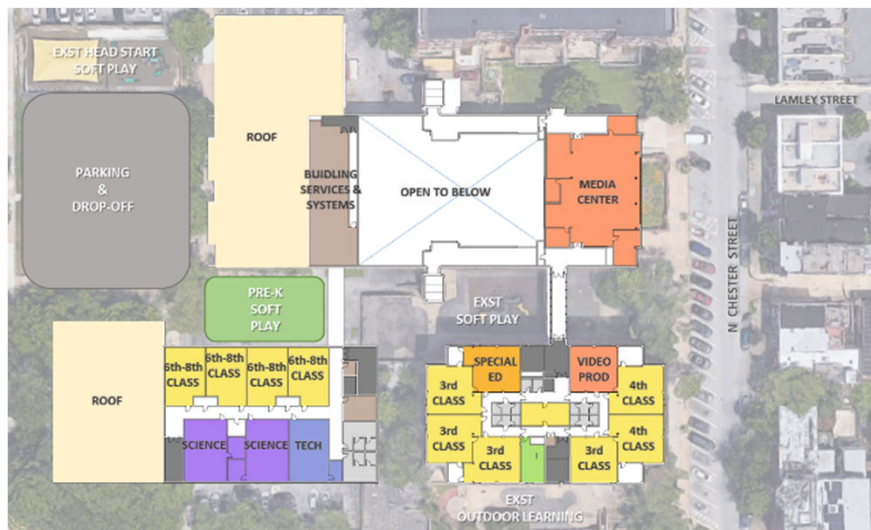 EXST HEAD START
SOFT PLAY
PARKING
&
DROP-OFF
ROOF
BUIDLING
SERVICES &
SYSTEMS
OPEN TO BELOW
MEDIA
CENTER
LAMLEY STREET
N CHESTER STREET
PRE-K
SOFT
PLAY
EXST
SOFT PLAY
ROOF
6th-8th
CLASS
6th-8th
CLASS
6th-8th
CLASS
6th-8th
CLASS
SCIENCE
SCIENCE
TECH
SPECIAL
ED
VIDEO
PROD
3rd
CLASS
4th
CLASS
3rd
CLASS
4th
CLASS
3rd
CLASS
3rd
CLASS
EXST
OUTDOOR LEARNING